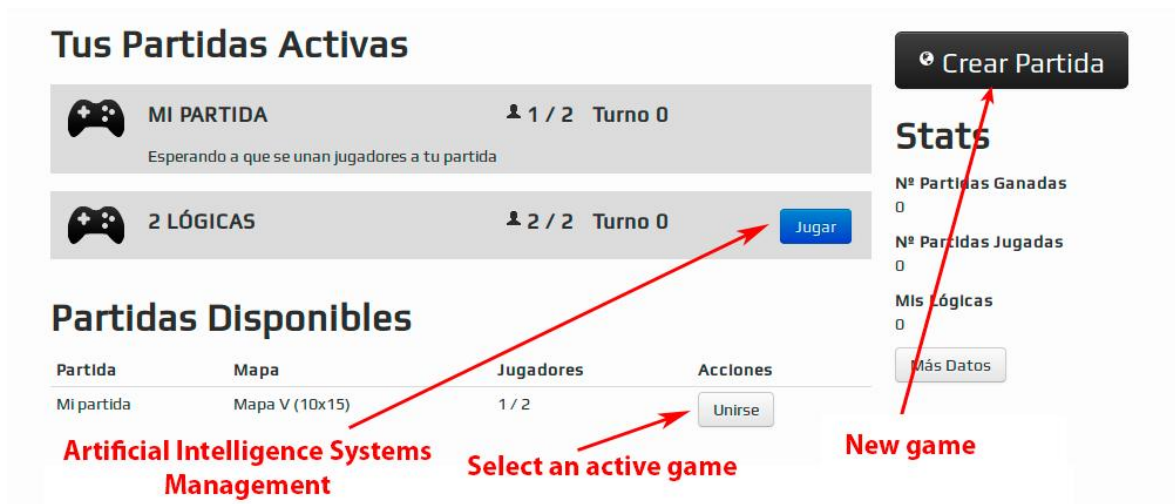 Tus Partidas Activas
MI PARTIDA
1 / 2 Turno 0
Esperando a que se unan jugadores a tu partida
2 LÓGICAS
2 / 2 Turno 0
Jugar
Partidas Disponibles
Partida Mapa Jugadores Acciones
Mi partida Mapa V (10x15) 1 / 2 Unirse
Crear Partida
Stats
Nº Partidas Ganadas
0
Nº Partidas Jugadas
0
Mis Lógicas
0
Más Datos
Artificial Intelligence Systems
Management
Select an active game
New game